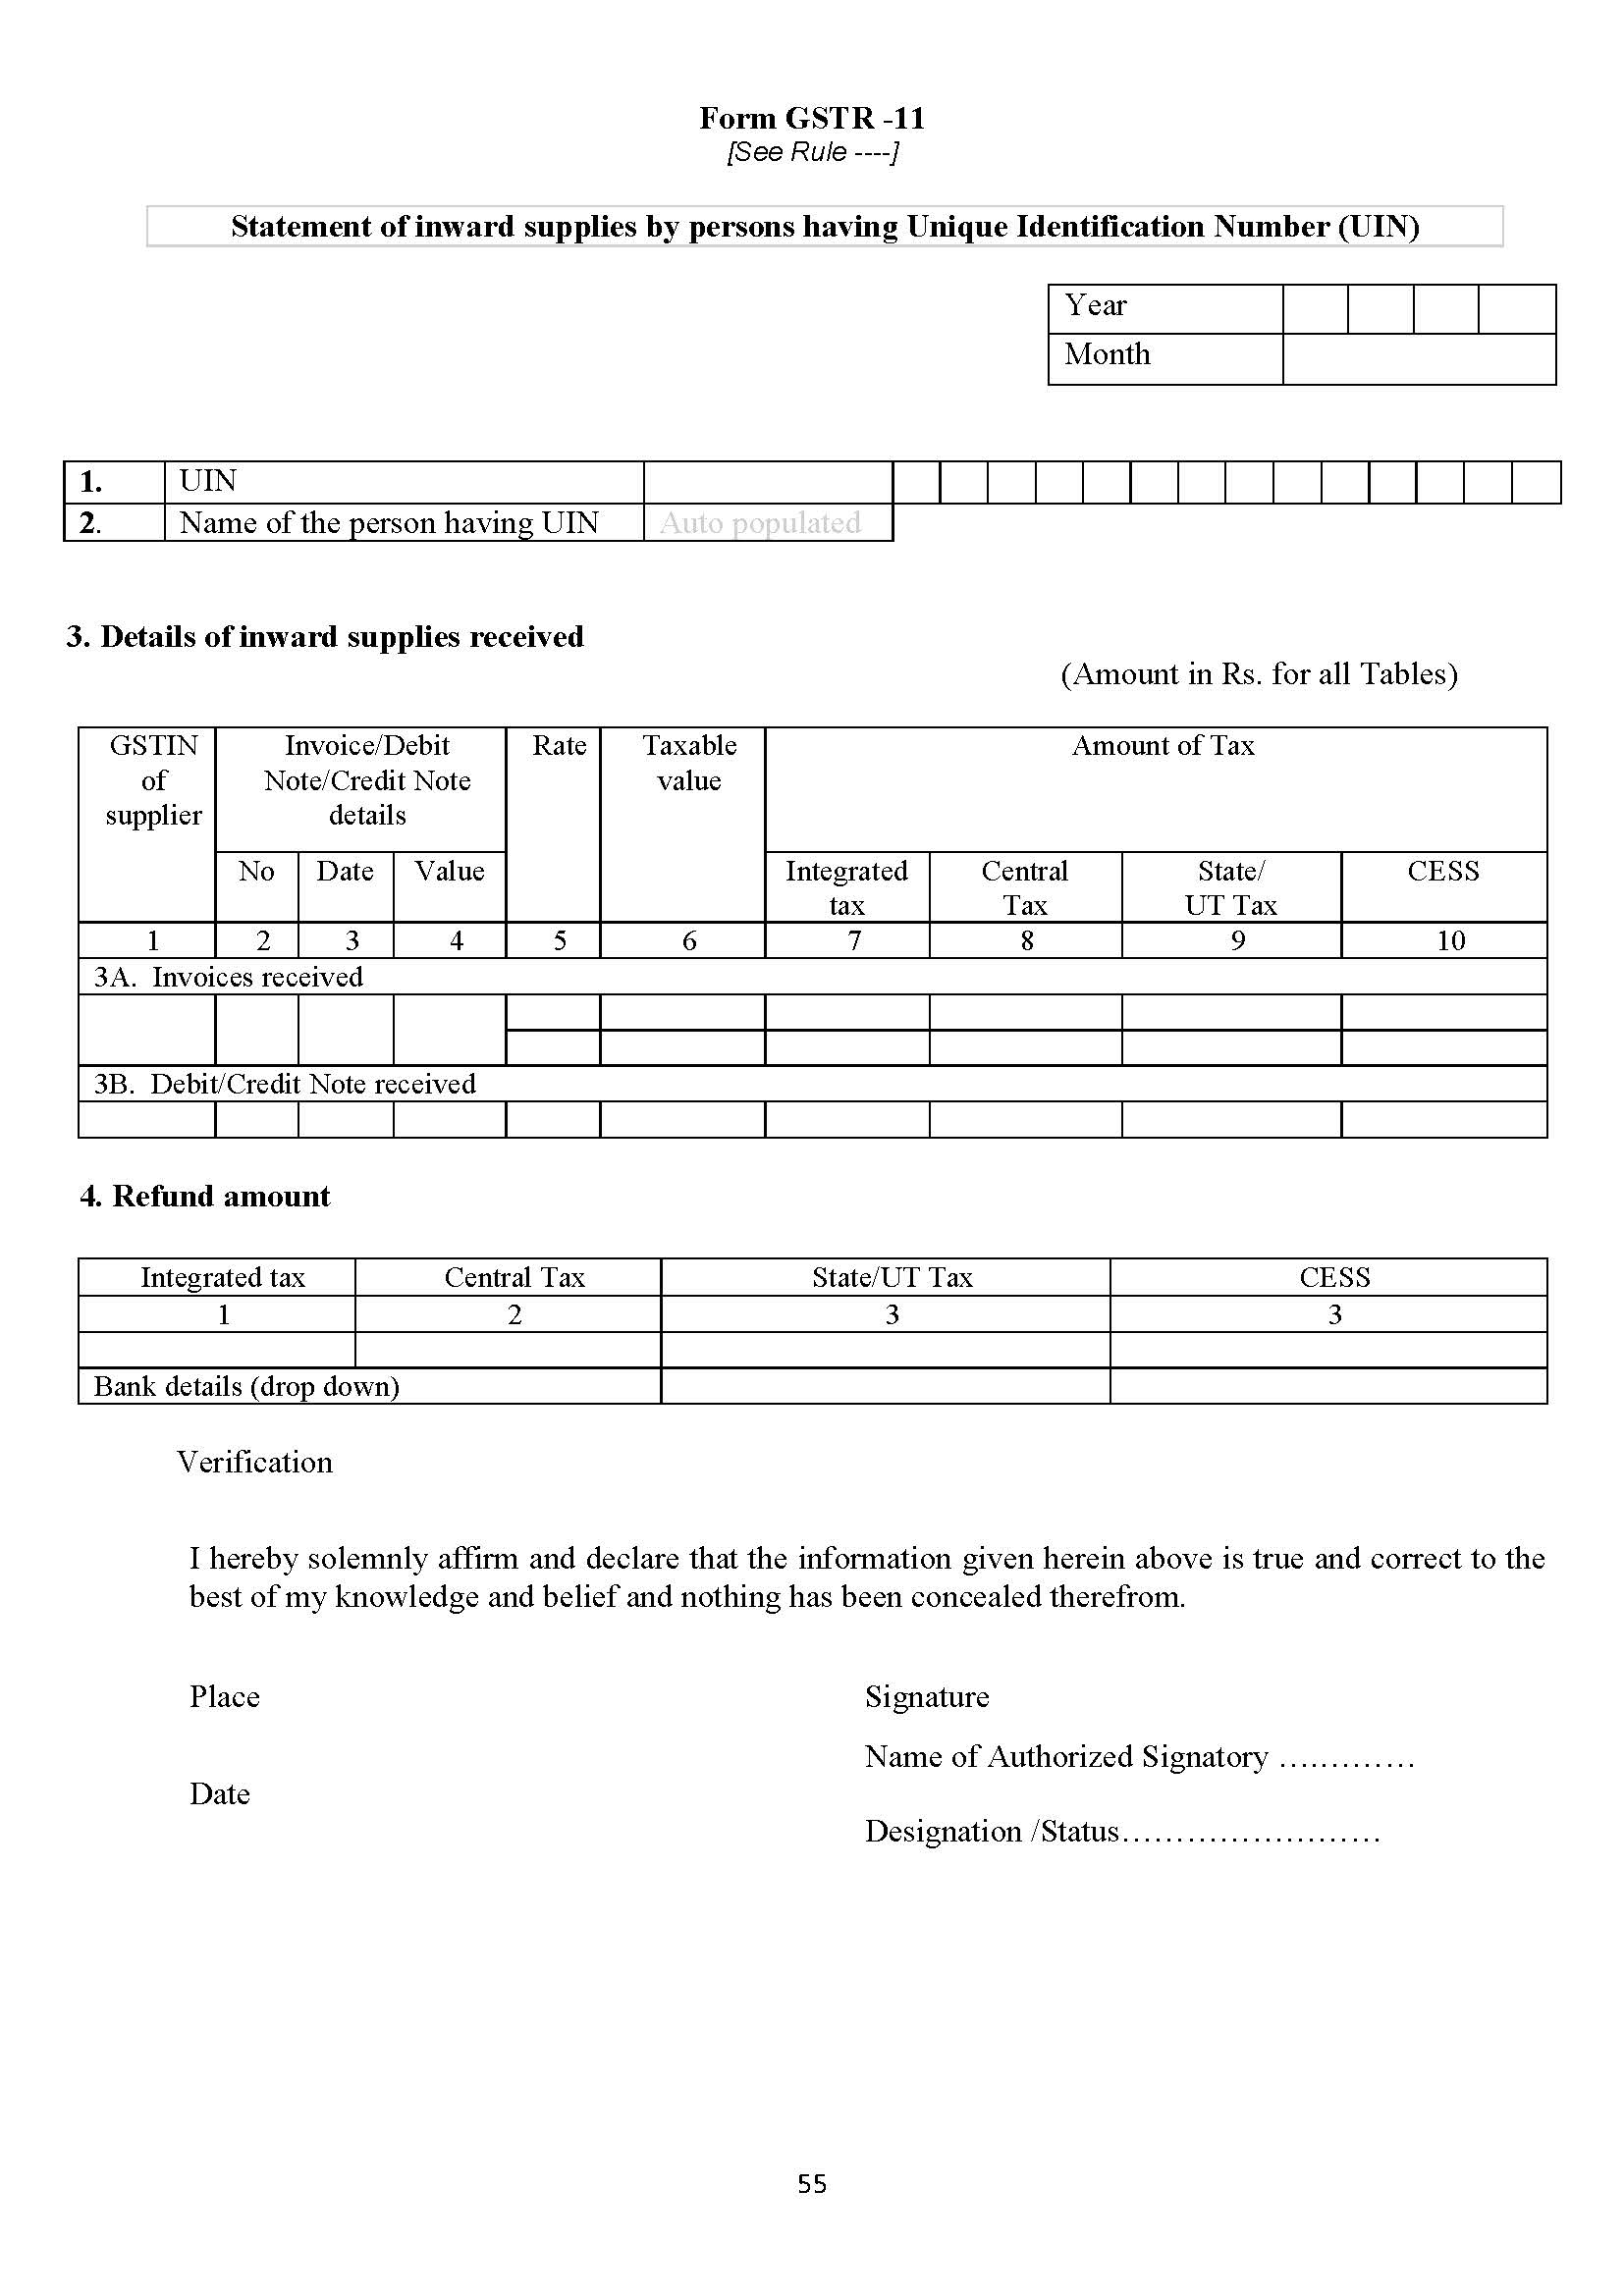 Form GSTR -11
[See Rule ----]
Statement of inward supplies by persons having Unique Identification Number (UIN)
Year
Month
1. UIN
2. Name of the person having UIN Auto populated
3. Details of inward supplies received
(Amount in Rs. for all Tables)
GSTIN of supplier Invoice/Debit Note/Credit Note details Rate Taxable value Amount of Tax
No Date Value Integrated tax Central Tax State/ UT Tax CESS
1 2 3 4 5 6 7 8 9 10
3A. Invoices received
3B. Debit/Credit Note received
4. Refund amount
Integrated tax Central Tax State/UT Tax CESS
1 2 3 3
Bank details (drop down)
Verification
I hereby solemnly affirm and declare that the information given herein above is true and correct to the
best of my knowledge and belief and nothing has been concealed therefrom.
Place Signature
Name of Authorized Signatory ………….
Date
Designation /Status……………………
55